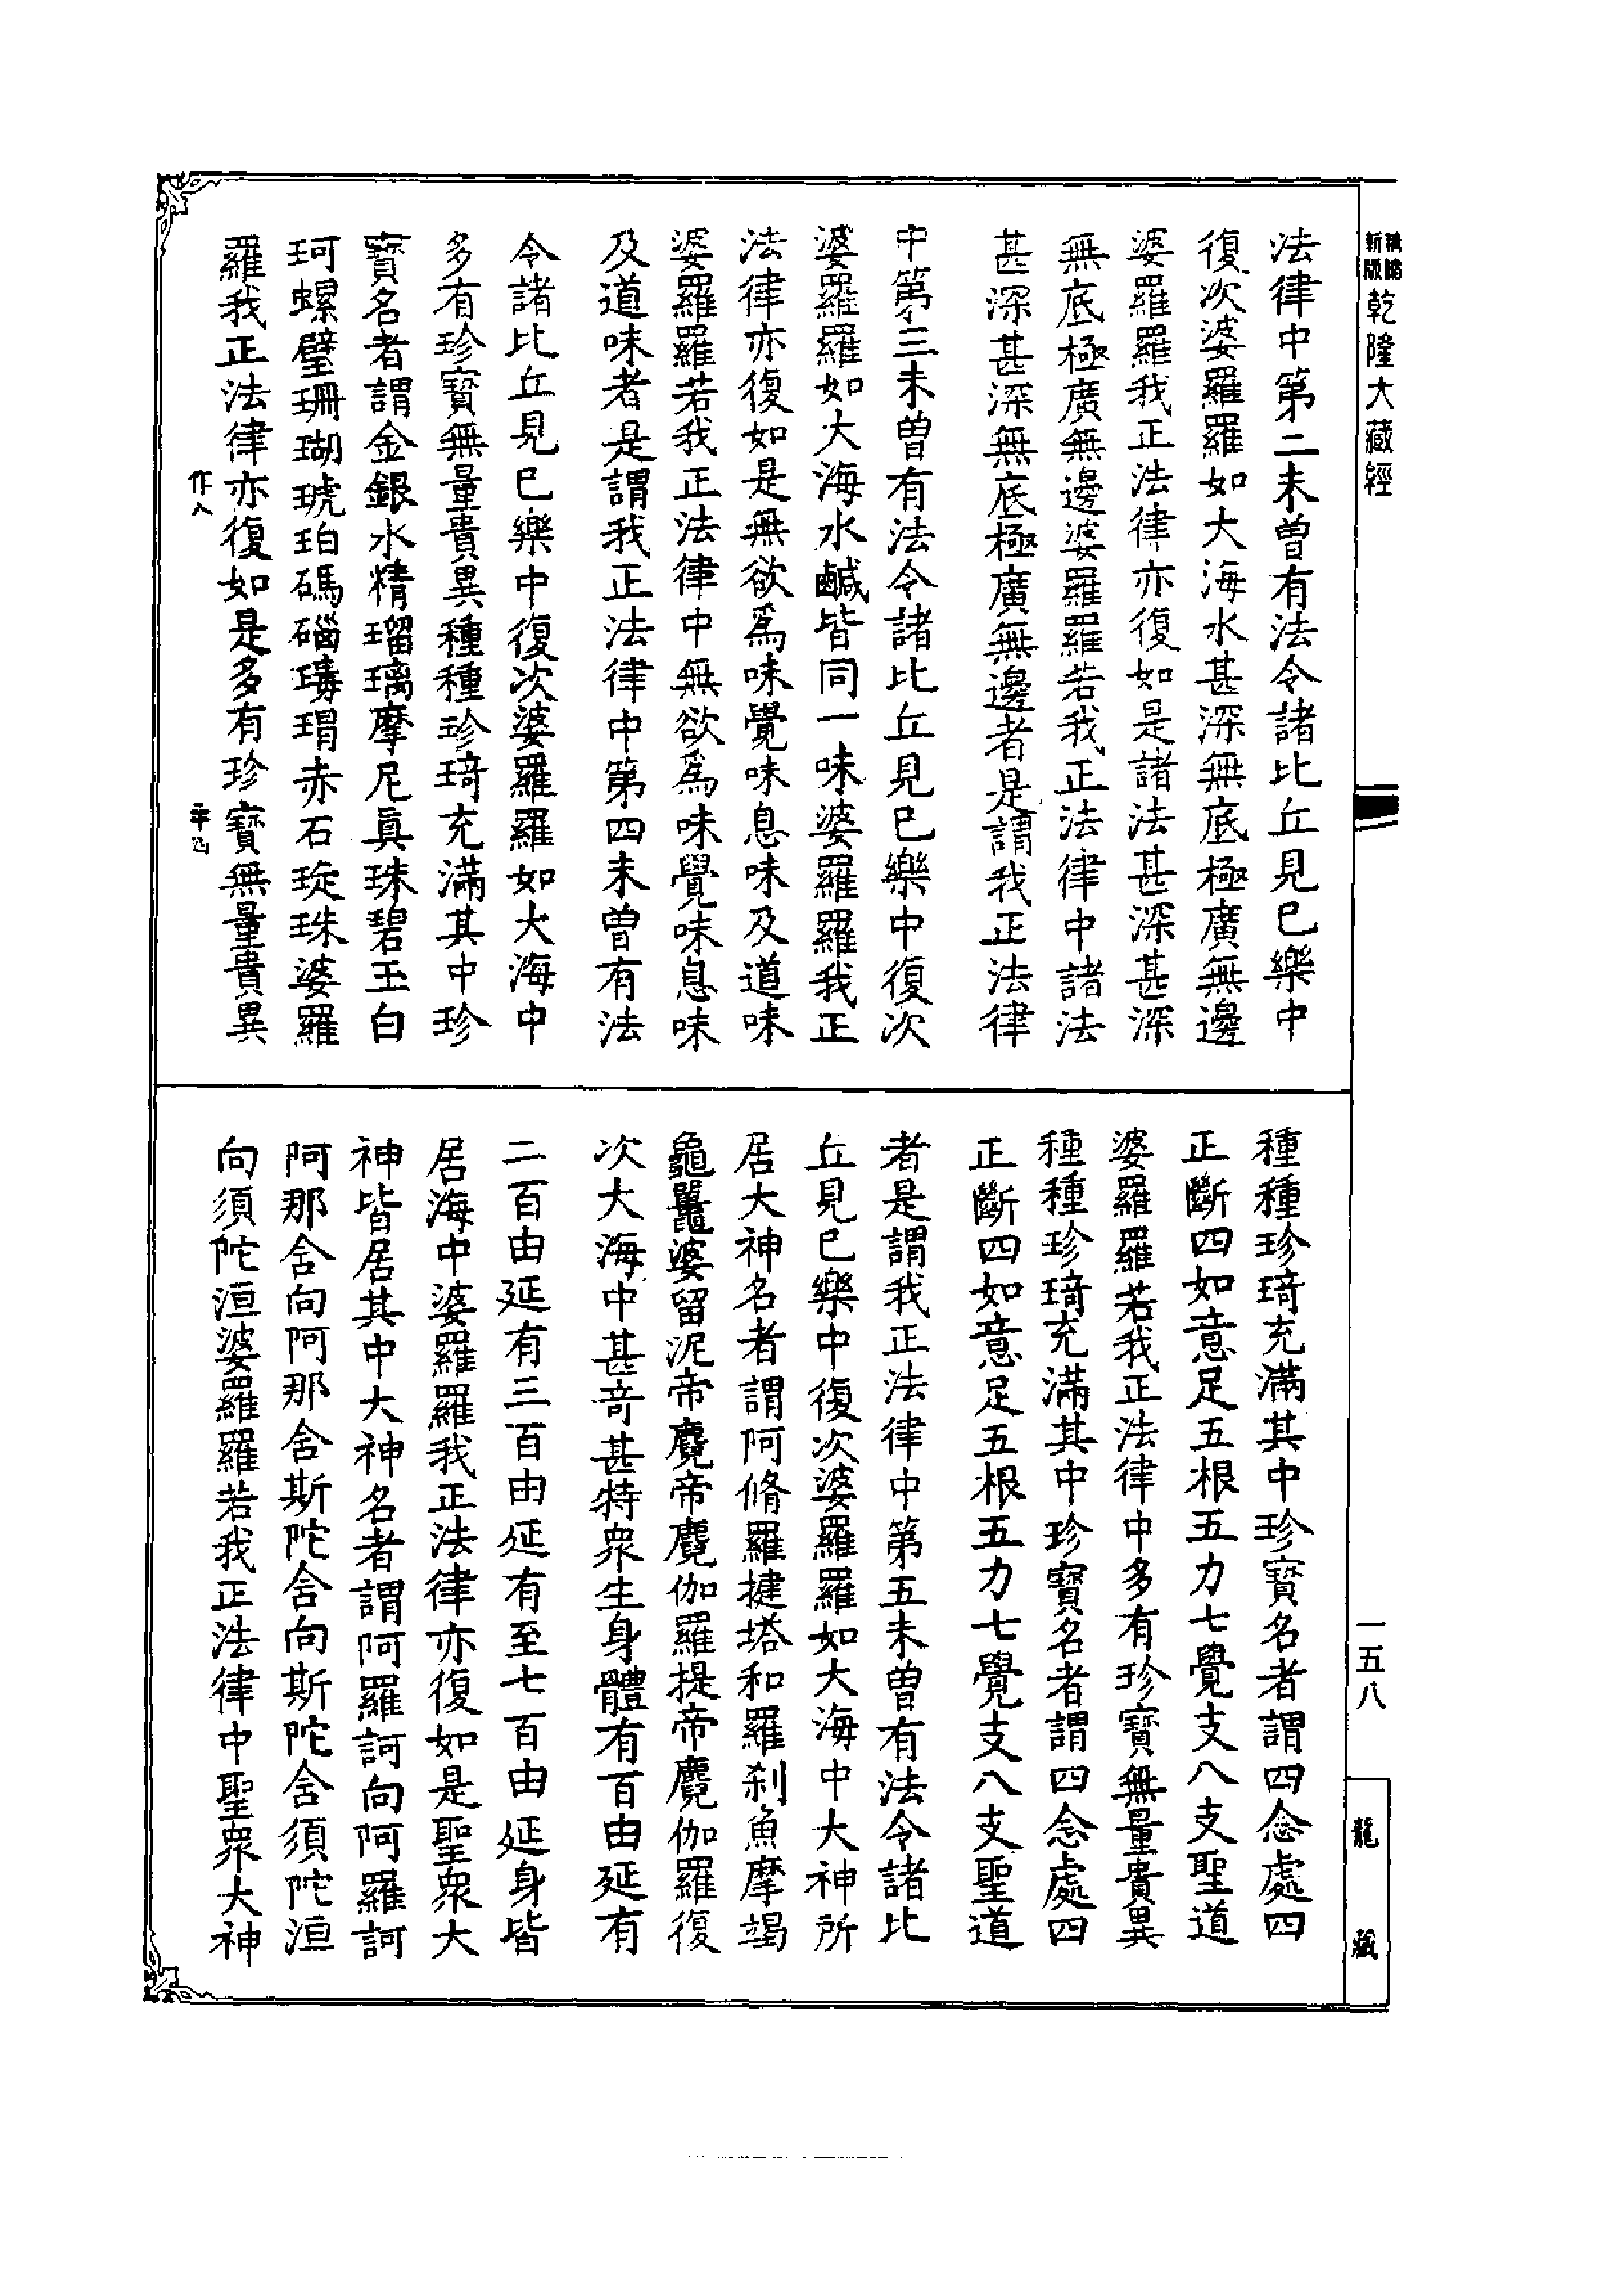 新版
乾隆大藏經
法律中第二未曾有法令諸比丘見已樂中
復次婆羅羅如大海水甚深無底極廣無邊
婆羅羅我正法律亦復如是諸法甚深甚深
無底極廣無邊婆羅羅若我正法律中諸法
甚深甚深無底極廣無邊者是謂我正法律
中第三未曾有法令諸比丘見已樂中復次
婆羅羅如大海水鹹皆同一味婆羅羅我正
法律亦復如是無欲為味覺味息味及道味
婆羅羅若我正法律中無欲為味覺味息味
及道味者是謂我正法律中第四未曾有法
令諸比丘見已樂中復次婆羅羅如大海中
多有珍寶無量貴異種種珍琦充滿其中珍
寶名者謂金銀水精瑠璃摩尼真珠碧玉白
珂螺璧珊瑚琥珀碼碯瑇瑁赤石琁珠婆羅
羅我正法律亦復如是多有珍寶無量貴異
種種珍琦充滿其中珍寶名者謂四念處四
正斷四如意足五根五力七覺支八支聖道
婆羅羅若我正法律中多有珍寶無量貴異
種種珍琦充滿其中珍寶名者謂四念處四
正斷四如意足五根五力七覺支八支聖道
者是謂我正法律中第五未曾有法令諸比
丘見已樂中復次婆羅羅如大海中大神所
居大神名者謂阿脩羅揵塔和羅剎魚摩竭
龜鼉婆留泥帝麑帝麑伽羅提帝麑伽羅復
次大海中甚奇甚特衆生身體有百由延有
二百由延有三百由延有至七百由延身皆
居海中婆羅羅我正法律亦復如是聖衆大
神皆居其中大神名者謂阿羅訶向阿羅訶
阿那舍向阿那舍斯陀舍向斯陀舍須陀洹
向須陀洹婆羅羅若我正法律中聖衆大神
一五八
龍藏